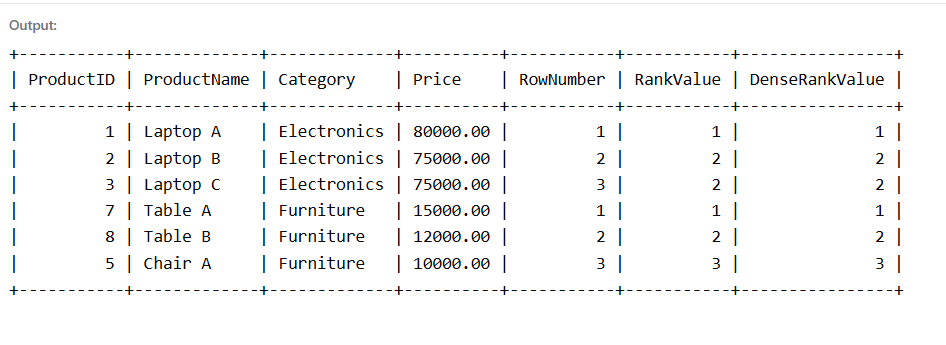 Output:
+-----------+-------------+-------------+----------+-----------+-----------+----------------+
| ProductID | ProductName | Category    | Price    | RowNumber | RankValue | DenseRankValue |
+-----------+-------------+-------------+----------+-----------+-----------+----------------+
|         1 | Laptop A    | Electronics | 80000.00 |         1 |         1 |              1 |
|         2 | Laptop B    | Electronics | 75000.00 |         2 |         2 |              2 |
|         3 | Laptop C    | Electronics | 75000.00 |         3 |         2 |              2 |
|         7 | Table A     | Furniture   | 15000.00 |         1 |         1 |              1 |
|         8 | Table B     | Furniture   | 12000.00 |         2 |         2 |              2 |
|         5 | Chair A     | Furniture   | 10000.00 |         3 |         3 |              3 |
+-----------+-------------+-------------+----------+-----------+-----------+----------------+